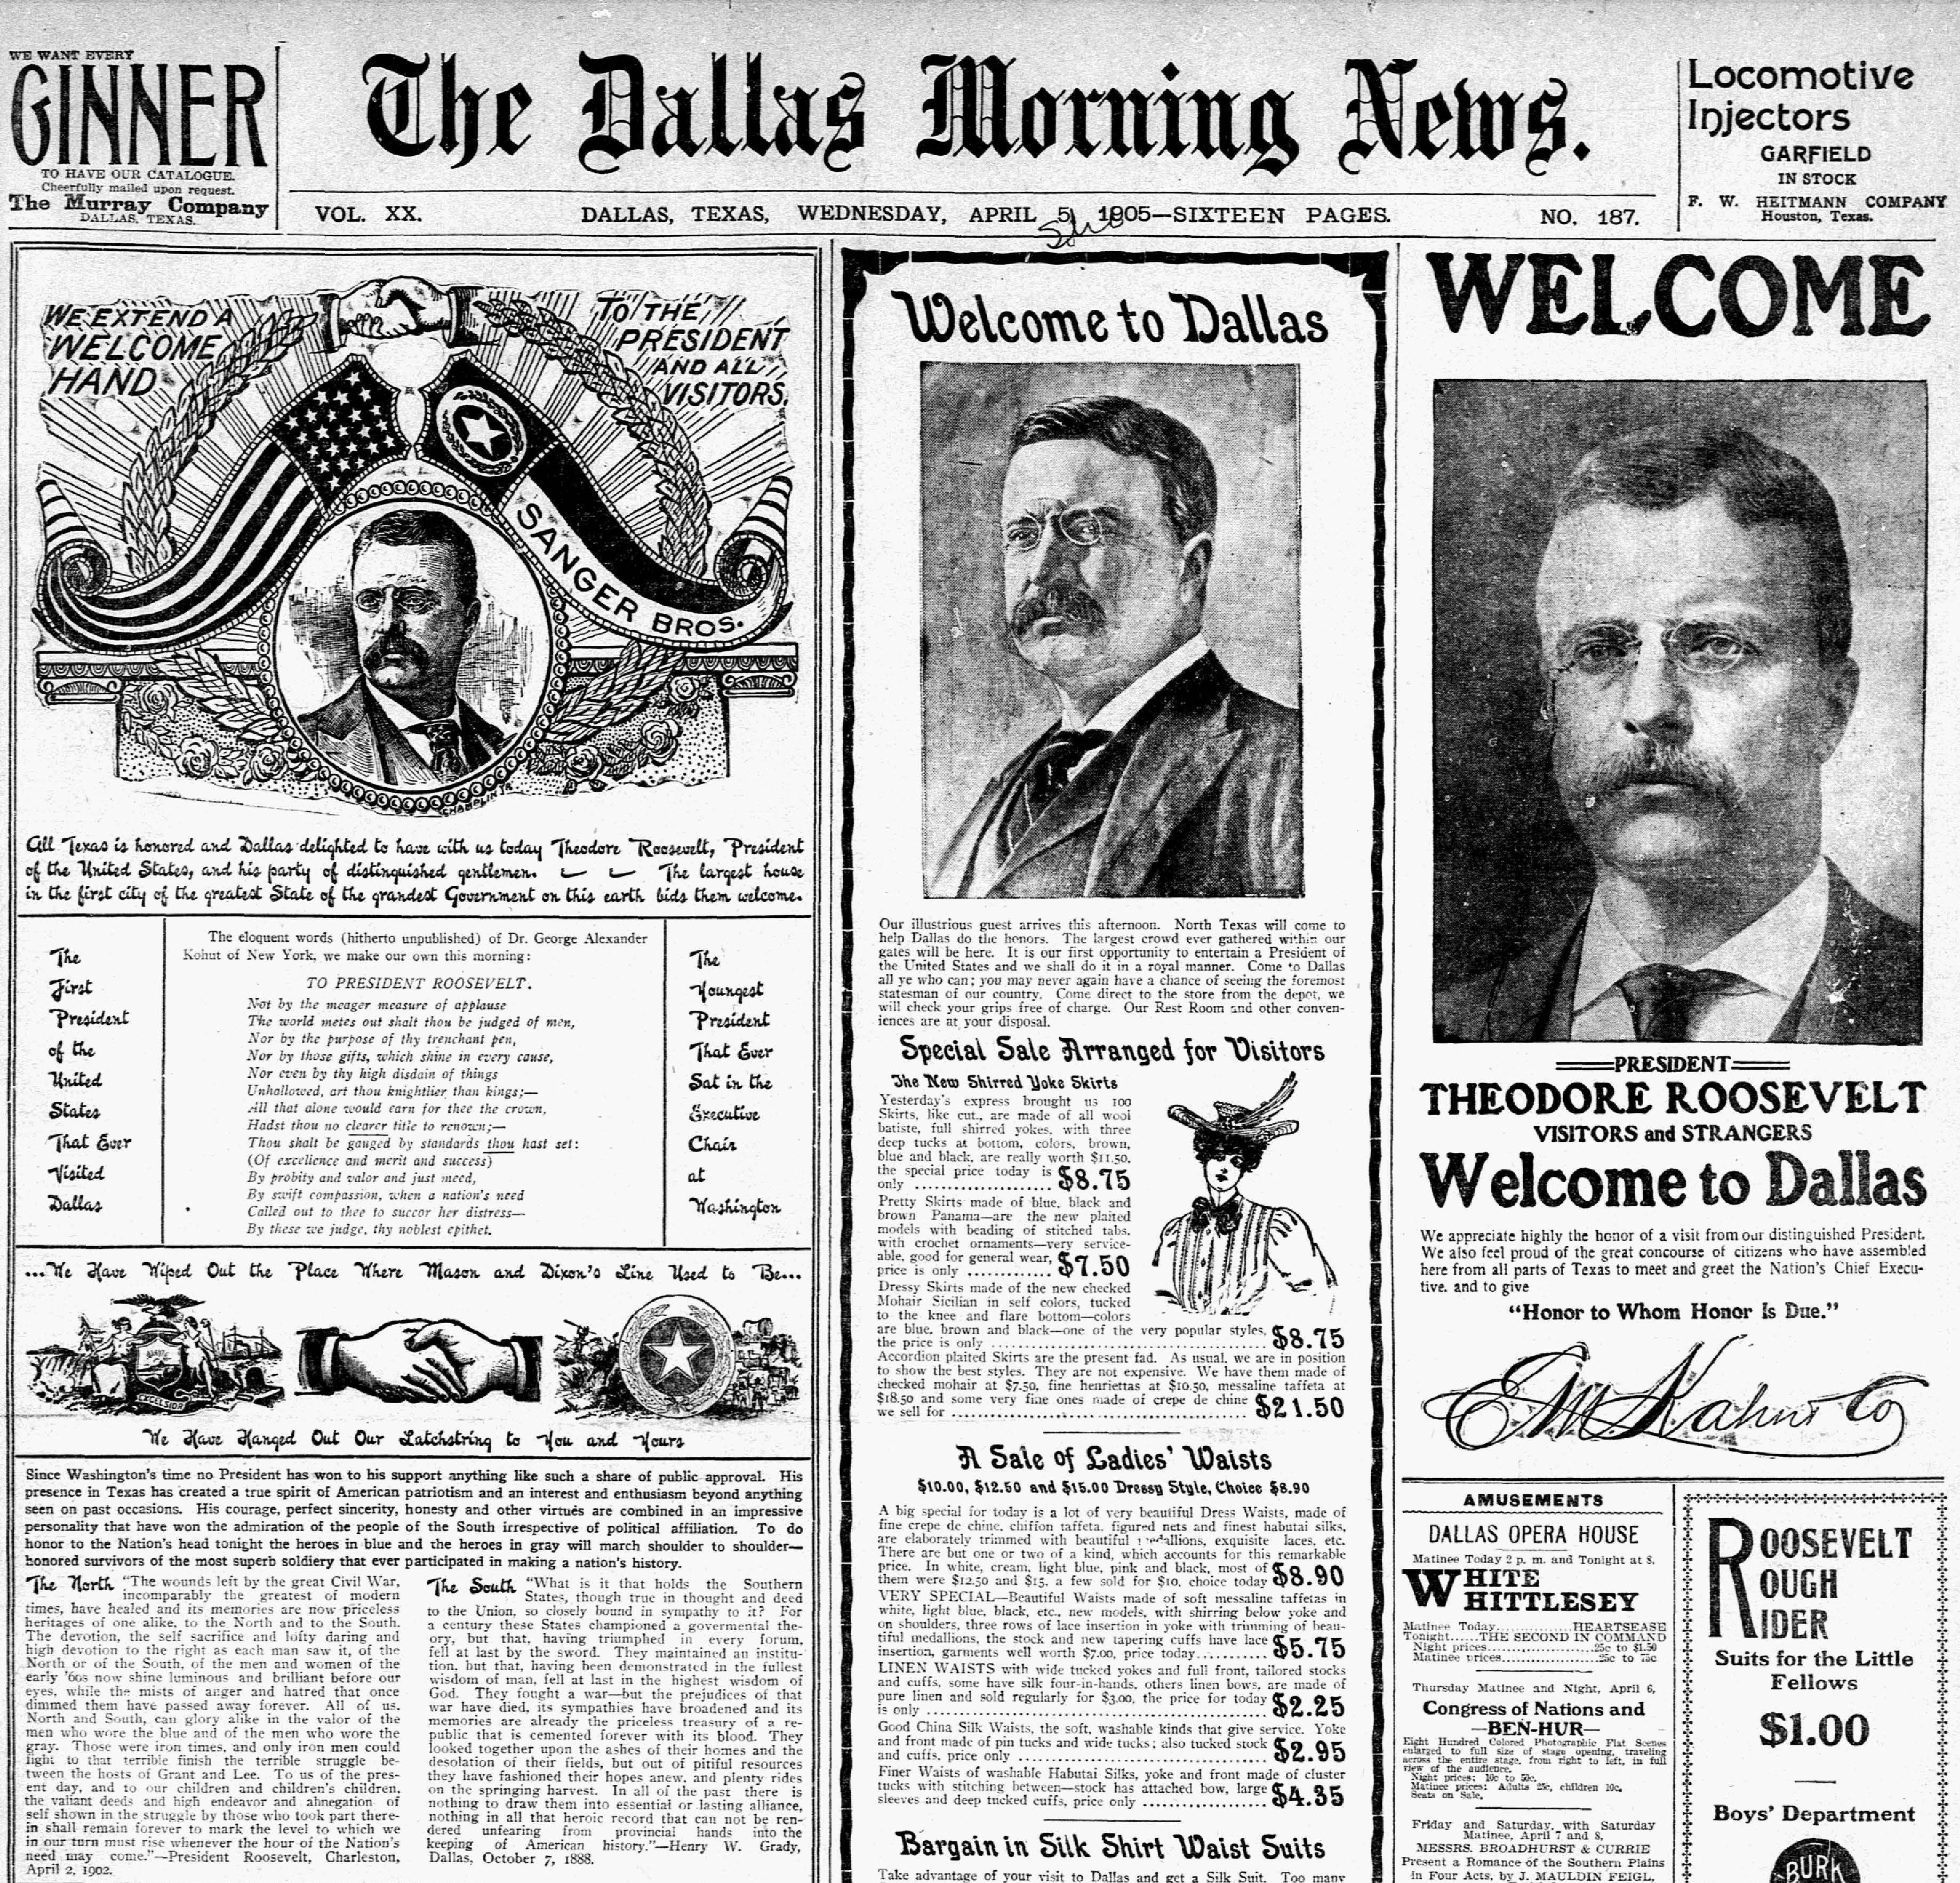 WE WANT EVERY
GINNER
TO HAVE OUR CATALOGUE.
Cheerfully mailed upon request.
The Murray Company
DALLAS, TEXAS.
The Dallas Morning News.
Locomotive
Injectors
GARFIELD
IN STOCK
F. W. HEITMANN COMPANY
Houston, Texas.
VOL. XX.
DALLAS, TEXAS, WEDNESDAY, APRIL 5, 1905—SIXTEEN PAGES.
NO. 187.
WE EXTEND A
WELCOME
HAND
TO THE
PRESIDENT
AND ALL
VISITORS.
SANGER BROS.
CHAMPLIN JR
All Texas is honored and Dallas delighted to have with us today Theodore Roosevelt, President
of the United States, and his party of distinguished gentlemen. The largest house
in the first city of the greatest State of the grandest Government on this earth bids them welcome.
The
First
President
of the
United
States
That Ever
Visited
Dallas
The eloquent words (hitherto unpublished) of Dr. George Alexander
Kohut of New York, we make our own this morning:
TO PRESIDENT ROOSEVELT.
Not by the meager measure of applause
The world metes out shalt thou be judged of men,
Nor by the purpose of thy trenchant pen,
Nor by those gifts, which shine in every cause,
Nor even by thy high disdain of things
Unhallowed, art thou knightlier than kings;—
All that alone would earn for thee the crown,
Hadst thou no clearer title to renown;—
Thou shalt be gauged by standards thou hast set:
(Of excellence and merit and success)
By probity and valor and just meed,
By swift compassion, when a nation's need
Called out to thee to succor her distress—
By these we judge, thy noblest epithet.
The
Youngest
President
That Ever
Sat in the
Executive
Chair
at
Washington
...We Have Wiped Out the Place Where Mason and Dixon's Line Used to Be...
EXCELSIOR
We Have Hanged Out Our Latchstring to You and Yours
Since Washington's time no President has won to his support anything like such a share of public approval. His
presence in Texas has created a true spirit of American patriotism and an interest and enthusiasm beyond anything
seen on past occasions. His courage, perfect sincerity, honesty and other virtues are combined in an impressive
personality that have won the admiration of the people of the South irrespective of political affiliation. To do
honor to the Nation's head tonight the heroes in blue and the heroes in gray will march shoulder to shoulder—
honored survivors of the most superb soldiery that ever participated in making a nation's history.
The North "The wounds left by the great Civil War,
incomparably the greatest of modern
times, have healed and its memories are now priceless
heritages of one alike, to the North and to the South.
The devotion, the self sacrifice and lofty daring and
high devotion to the right as each man saw it, of the
North or of the South, of the men and women of the
early '60s now shine luminous and brilliant before our
eyes, while the mists of anger and hatred that once
dimmed them have passed away forever. All of us,
North and South, can glory alike in the valor of the
men who wore the blue and of the men who wore the
gray. Those were iron times, and only iron men could
fight to that terrible finish the terrible struggle be-
tween the hosts of Grant and Lee. To us of the pres-
ent day, and to our children and children's children,
the valiant deeds and high endeavor and abnegation of
self shown in the struggle by those who took part there-
in shall remain forever to mark the level to which we
in our turn must rise whenever the hour of the Nation's
need may come."—President Roosevelt, Charleston,
April 2, 1902.
The South "What is it that holds the Southern
States, though true in thought and deed
to the Union, so closely bound in sympathy to it? For
a century these States championed a govermental the-
ory, but that, having triumphed in every forum,
fell at last by the sword. They maintained an institu-
tion, but that, having been demonstrated in the fullest
wisdom of man, fell at last in the highest wisdom of
God. They fought a war—but the prejudices of that
war have died, its sympathies have broadened and its
memories are already the priceless treasury of a re-
public that is cemented forever with its blood. They
looked together upon the ashes of their homes and the
desolation of their fields, but out of pitiful resources
they have fashioned their hopes anew, and plenty rides
on the springing harvest. In all of the past there is
nothing to draw them into essential or lasting alliance,
nothing in all that heroic record that can not be ren-
dered unfearing from provincial hands into the
keeping of American history."—Henry W. Grady,
Dallas, October 7, 1888.
Welcome to Dallas
Our illustrious guest arrives this afternoon. North Texas will come to
help Dallas do the honors. The largest crowd ever gathered within our
gates will be here. It is our first opportunity to entertain a President of
the United States and we shall do it in a royal manner. Come to Dallas
all ye who can; you may never again have a chance of seeing the foremost
statesman of our country. Come direct to the store from the depot, we
will check your grips free of charge. Our Rest Room and other conven-
iences are at your disposal.
Special Sale Arranged for Visitors
The New Shirred Yoke Skirts
Yesterday's express brought us 100
Skirts, like cut., are made of all wool
batiste, full shirred yokes, with three
deep tucks at bottom, colors, brown,
blue and black, are really worth $11.50,
the special price today is
only .................... $8.75
Pretty Skirts made of blue, black and
brown Panama—are the new plaited
models with beading of stitched tabs,
with crochet ornaments—very service-
able, good for general wear,
price is only ............ $7.50
Dressy Skirts made of the new checked
Mohair Sicilian in self colors, tucked
to the knee and flare bottom—colors
are blue, brown and black—one of the very popular styles,
the price is only .................... $8.75
Accordion plaited Skirts are the present fad. As usual, we are in position
to show the best styles. They are not expensive. We have them made of
checked mohair at $7.50, fine henriettas at $10.50, messaline taffeta at
$18.50 and some very fine ones made of crepe de chine
we sell for .................... $21.50
A Sale of Ladies' Waists
$10.00, $12.50 and $15.00 Dressy Style, Choice $8.90
A big special for today is a lot of very beautiful Dress Waists, made of
fine crepe de chine, chiffon taffeta, figured nets and finest habutai silks,
are elaborately trimmed with beautiful medallions, exquisite laces, etc.
There are but one or two of a kind, which accounts for this remarkable
price. In white, cream, light blue, pink and black, most of
them were $12.50 and $15, a few sold for $10, choice today $8.90
VERY SPECIAL—Beautiful Waists made of soft messaline taffetas in
white, light blue, black, etc., new models, with shirring below yoke and
on shoulders, three rows of lace insertion in yoke with trimming of beau-
tiful medallions, the stock and new tapering cuffs have lace
insertion, garments well worth $7.00, price today.......... $5.75
LINEN WAISTS with wide tucked yokes and full front, tailored stocks
and cuffs, some have silk four-in-hands, others linen bows, are made of
pure linen and sold regularly for $3.00, the price for today
is only .................... $2.25
Good China Silk Waists, the soft, washable kinds that give service. Yoke
and front made of pin tucks and wide tucks; also tucked stock
and cuffs, price only .................... $2.95
Finer Waists of washable Habutai Silks, yoke and front made of cluster
tucks with stitching between—stock has attached bow, large
sleeves and deep tucked cuffs, price only ............... $4.35
Bargain in Silk Shirt Waist Suits
Take advantage of your visit to Dallas and get a Silk Suit. Too many
WELCOME
PRESIDENT
THEODORE ROOSEVELT
VISITORS and STRANGERS
Welcome to Dallas
We appreciate highly the honor of a visit from our distinguished President.
We also feel proud of the great concourse of citizens who have assembled
here from all parts of Texas to meet and greet the Nation's Chief Execu-
tive, and to give
"Honor to Whom Honor Is Due."
E M Kahn & Co
AMUSEMENTS
DALLAS OPERA HOUSE
Matinee Today 2 p. m. and Tonight at 8.
WHITE
WHITTLESEY
Matinee Today...........HEARTSEASE
Tonight......THE SECOND IN COMMAND
Night prices....................25c to $1.50
Matinee prices....................25c to 75c
Thursday Matinee and Night, April 6,
Congress of Nations and
—BEN-HUR—
Eight Hundred Colored Photographic Flat Scenes
enlarged to full size of stage opening, traveling
across the entire stage, from right to left, in full
view of the audience.
Night prices: 10c to 50c.
Matinee prices: Adults 25c, children 10c.
Seats on Sale.
Friday and Saturday, with Saturday
Matinee, April 7 and 8,
MESSRS. BROADHURST & CURRIE
Present a Romance of the Southern Plains
in Four Acts, by J. MAULDIN FEIGL,
ROOSEVELT
ROUGH
RIDER
Suits for the Little
Fellows
$1.00
Boys' Department
BURK